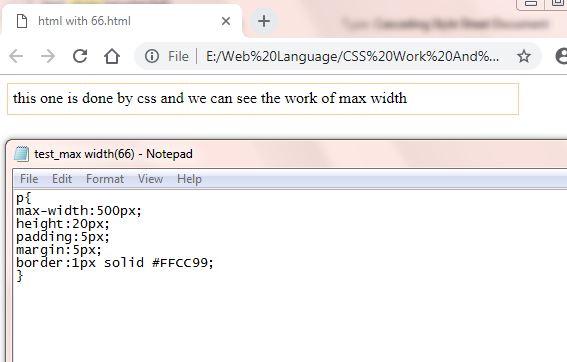 html with 66.html
Type: Cascading Style Sheet Document
File E:/Web%20Language/CSS%20Work%20And%...
this one is done by css and we can see the work of max width
test_max width(66) - Notepad
File Edit Format View Help
p{
max-width:500px;
height:20px;
padding:5px;
margin:5px;
border:1px solid #FFCC99;
}